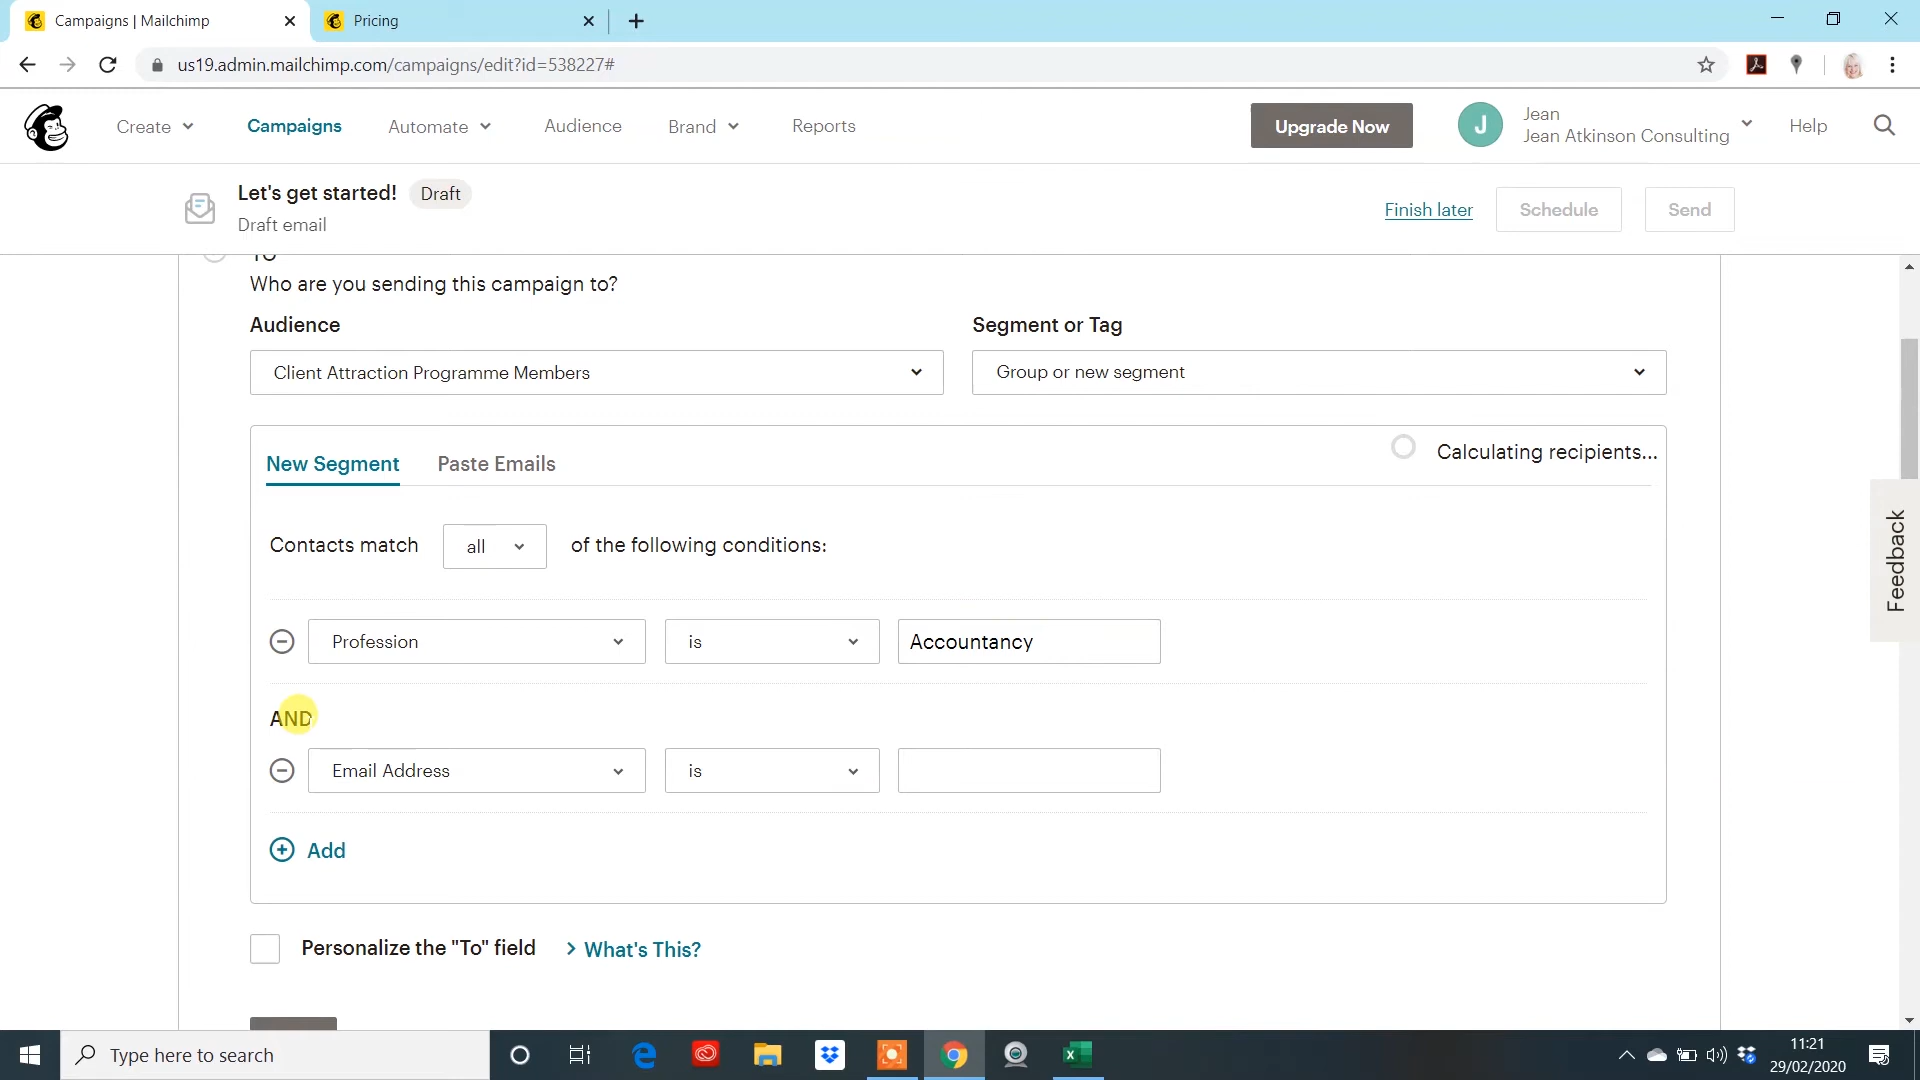 Campaigns | Mailchimp
Pricing
us19.admin.mailchimp.com/campaigns/edit?id=538227#
Create
Campaigns
Automate
Audience
Brand
Reports
Upgrade Now
J
Jean
Jean Atkinson Consulting
Help
Let's get started!
Draft
Draft email
Finish later
Schedule
Send
To
Who are you sending this campaign to?
Audience
Segment or Tag
Client Attraction Programme Members
Group or new segment
New Segment
Paste Emails
Calculating recipients...
Contacts match
all
of the following conditions:
Profession
is
Accountancy
AND
Email Address
is
Add
Personalize the "To" field
What's This?
Feedback
Type here to search
11:21
29/02/2020